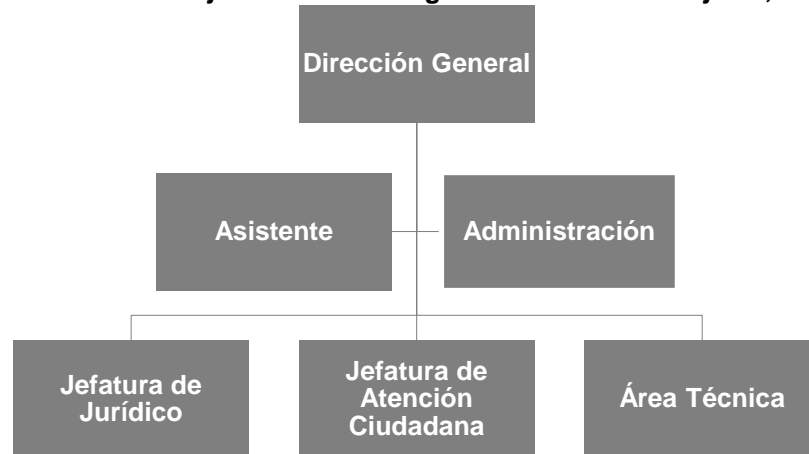 Dirección General
Asistente
Administración
Jefatura de
Jurídico
Jefatura de
Atención
Ciudadana
Área Técnica